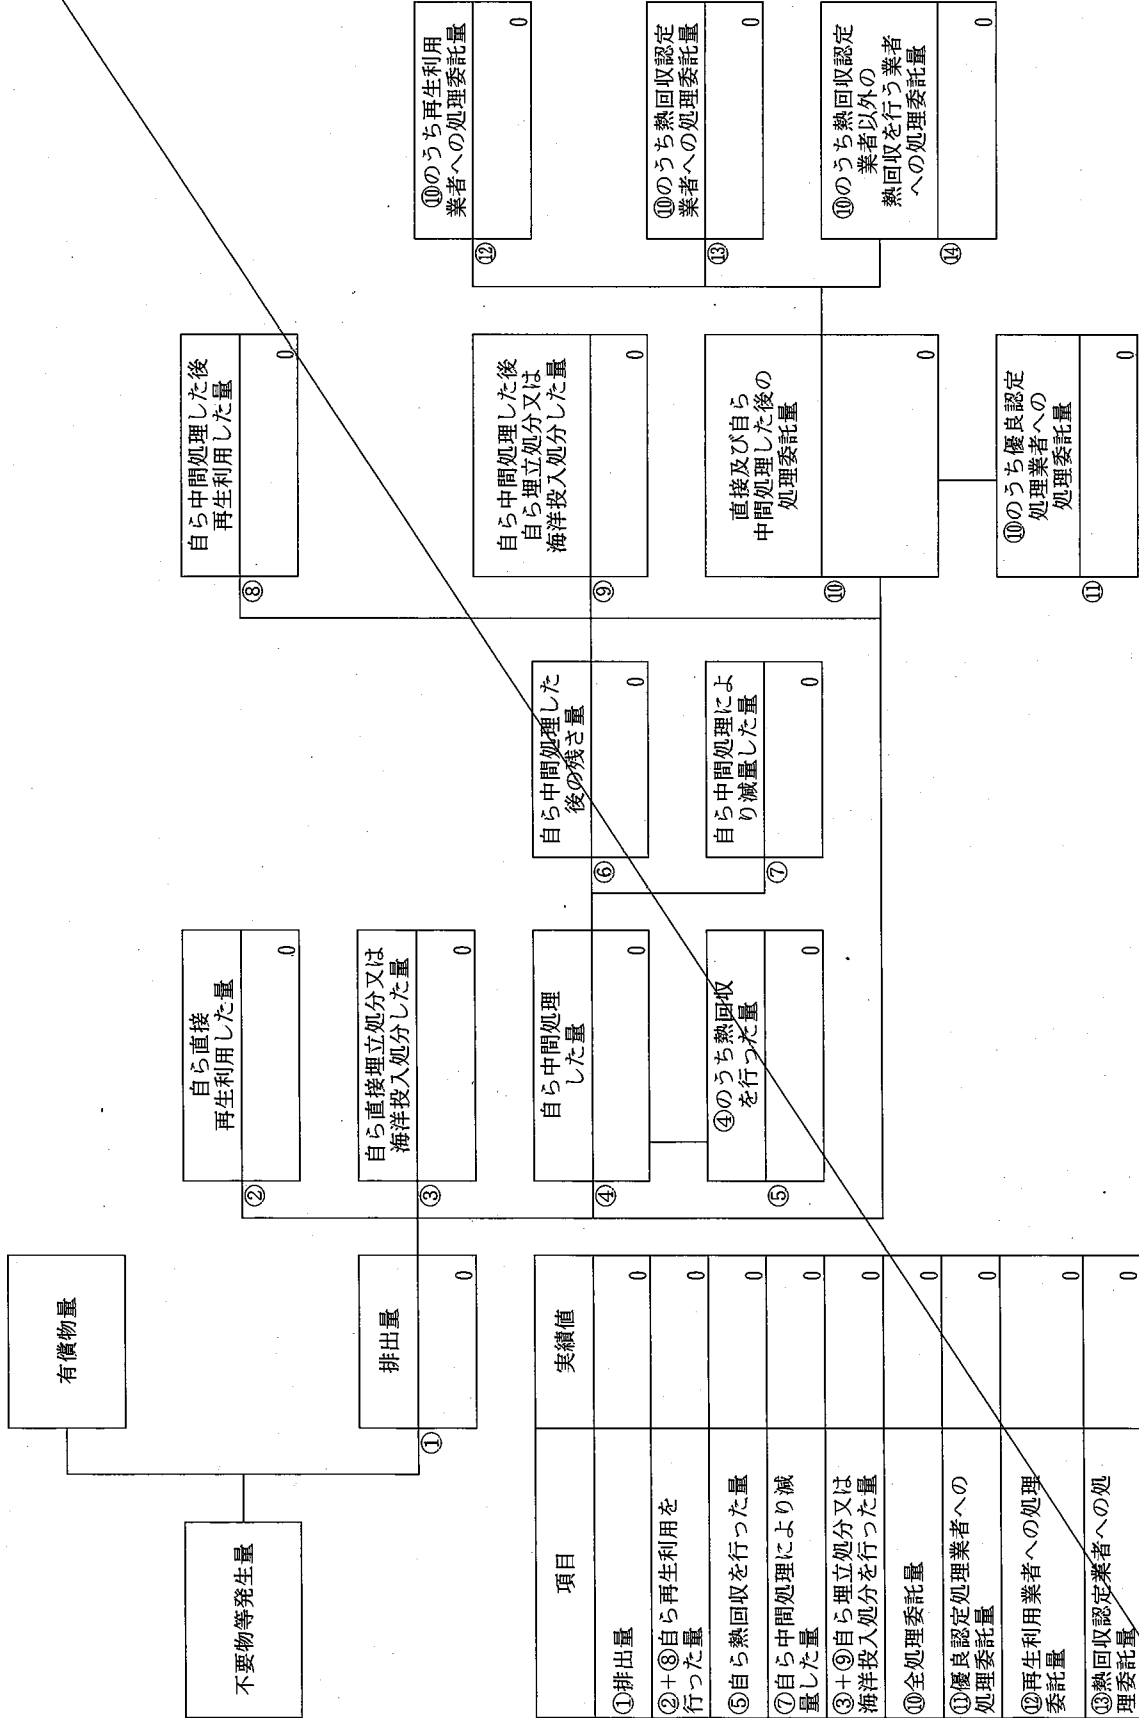 不要物等発生量
有償物量
排出量
①
0
自ら直接
再生利用した量
②
0
自ら直接埋立処分又は
海洋投入処分した量
③
0
自ら中間処理
した量
④
0
④のうち熱回収
を行った量
⑤
0
自ら中間処理した
後の残さ量
⑥
0
自ら中間処理によ
り減量した量
⑦
0
自ら中間処理した後
再生利用した量
⑧
0
自ら中間処理した後
自ら埋立処分又は
海洋投入処分した量
⑨
0
直接及び自ら
中間処理した後の
処理委託量
⑩
0
⑩のうち優良認定
処理業者への
処理委託量
⑪
0
⑩のうち再生利用
業者への処理委託量
⑫
0
⑩のうち熱回収認定
業者への処理委託量
⑬
0
⑩のうち熱回収認定
業者以外の
熱回収を行う業者
への処理委託量
⑭
0
項目 実績値
①排出量 0
②+⑧自ら再生利用を
行った量 0
⑤自ら熱回収を行った量 0
⑦自ら中間処理により減
量した量 0
③+⑨自ら埋立処分又は
海洋投入処分を行った量 0
⑩全処理委託量 0
⑪優良認定処理業者への
処理委託量 0
⑫再生利用業者への処理
委託量 0
⑬熱回収認定業者への処
理委託量 0